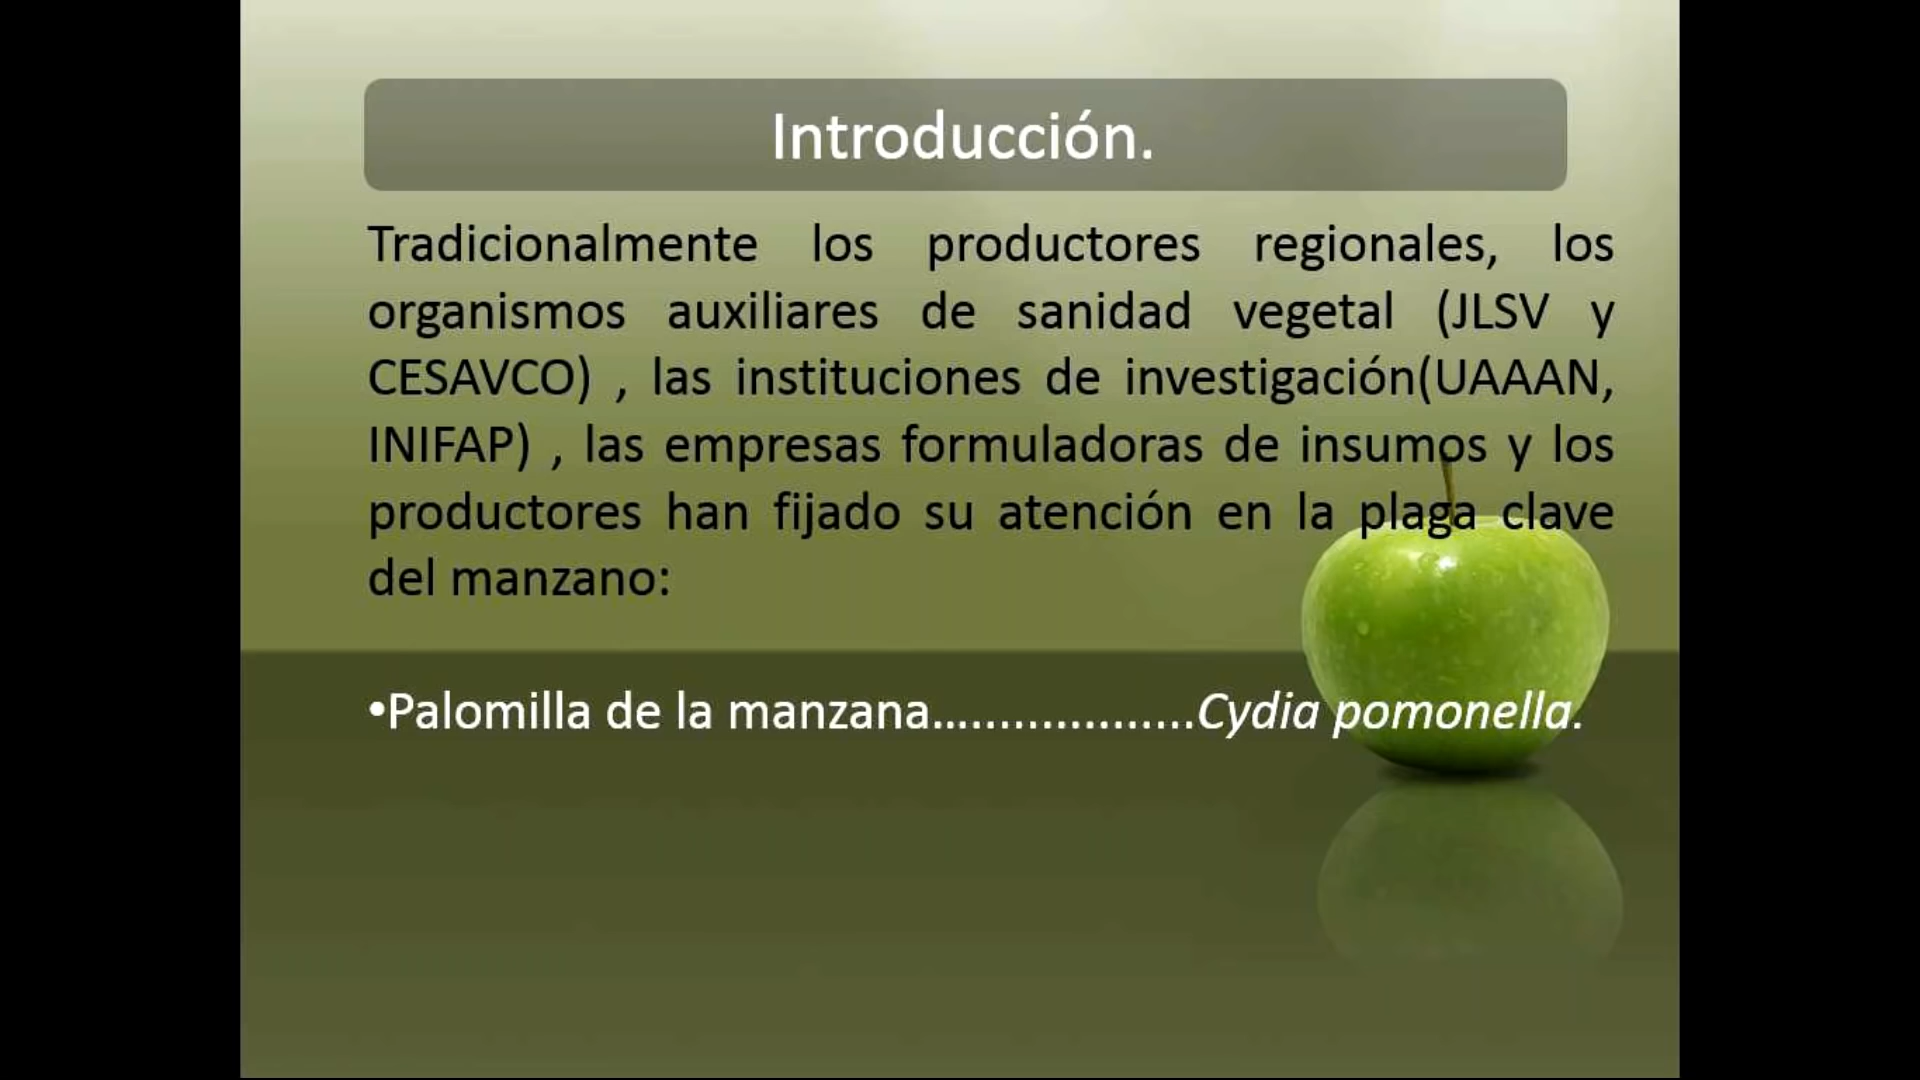 Introducción.
Tradicionalmente los productores regionales, los
organismos auxiliares de sanidad vegetal (JLSV y
CESAVCO) , las instituciones de investigación(UAAAN,
INIFAP) , las empresas formuladoras de insumos y los
productores han fijado su atención en la plaga clave
del manzano:
•Palomilla de la manzana...................Cydia pomonella.